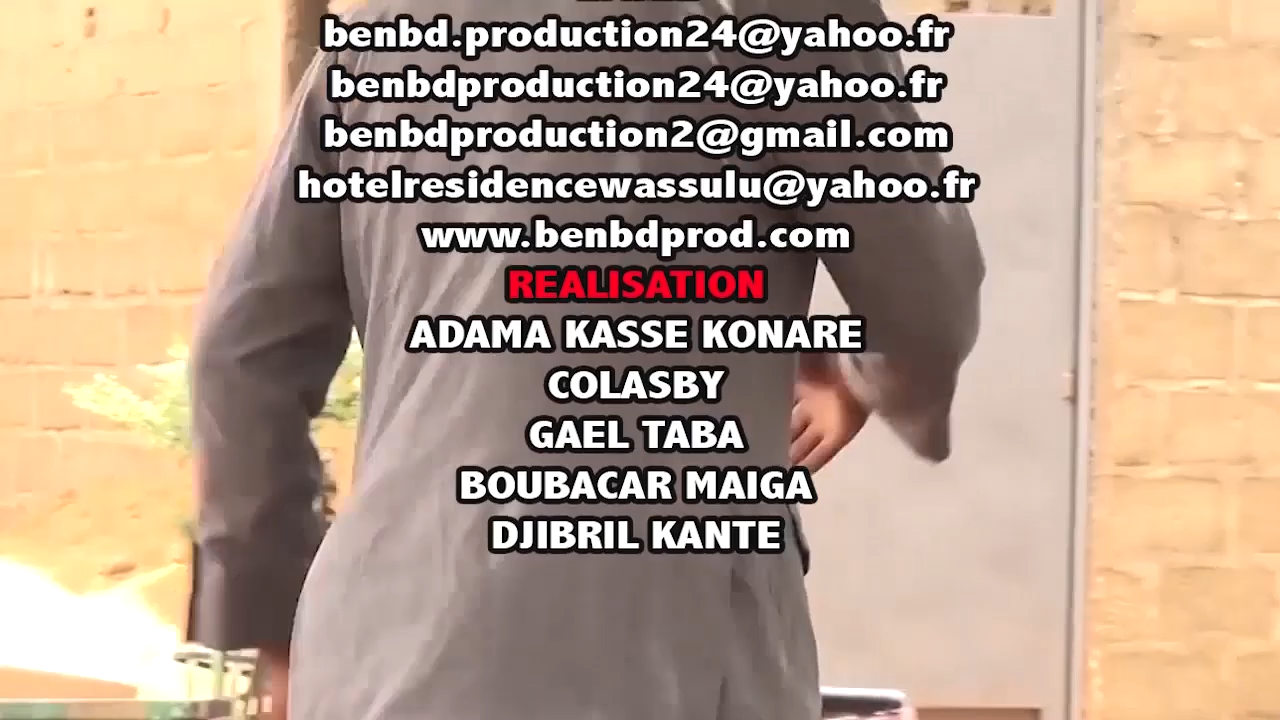 benbd.production24@yahoo.fr
benbdproduction24@yahoo.fr
benbdproduction2@gmail.com
hotelresidencewassulu@yahoo.fr
www.benbdprod.com
REALISATION
ADAMA KASSE KONARE
COLASBY
GAEL TABA
BOUBACAR MAIGA
DJIBRIL KANTE